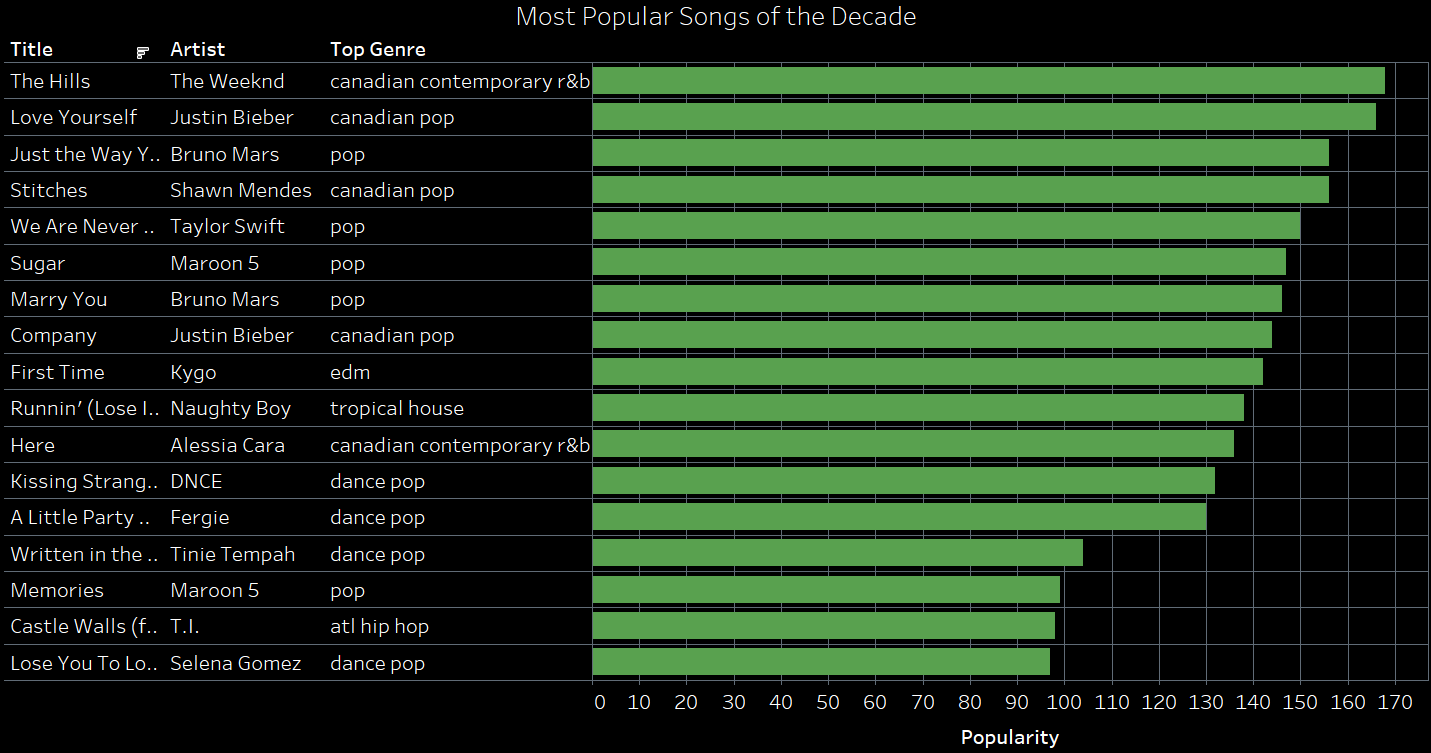 Most Popular Songs of the Decade
Title Artist Top Genre
The Hills The Weeknd canadian contemporary r&b
Love Yourself Justin Bieber canadian pop
Just the Way Y.. Bruno Mars pop
Stitches Shawn Mendes canadian pop
We Are Never .. Taylor Swift pop
Sugar Maroon 5 pop
Marry You Bruno Mars pop
Company Justin Bieber canadian pop
First Time Kygo edm
Runnin’ (Lose I.. Naughty Boy tropical house
Here Alessia Cara canadian contemporary r&b
Kissing Strang.. DNCE dance pop
A Little Party .. Fergie dance pop
Written in the .. Tinie Tempah dance pop
Memories Maroon 5 pop
Castle Walls (f.. T.I. atl hip hop
Lose You To Lo.. Selena Gomez dance pop
0 10 20 30 40 50 60 70 80 90 100 110 120 130 140 150 160 170
Popularity